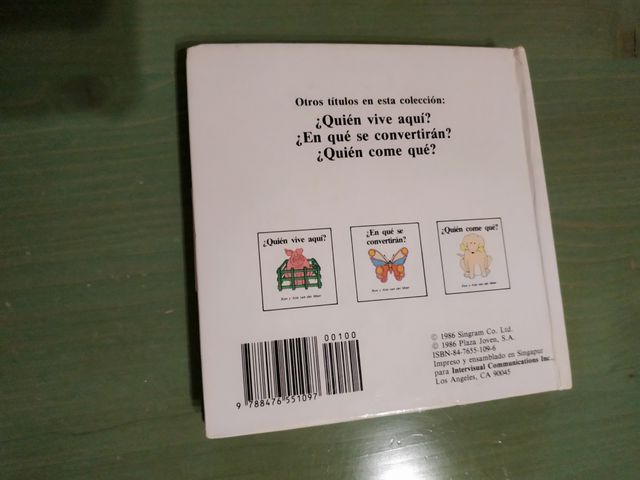 Otros títulos en esta colección:
¿Quién vive aquí?
¿En qué se convertirán?
¿Quién come qué?
¿Quién vive aquí?
¿En qué se
convertirán?
¿Quién come qué?
00100
9 788476 551097
© 1986 Singram Co. Ltd.
© 1986 Plaza Joven, S.A.
ISBN-84-7655-109-6
Impreso y ensamblado en Singapur
para Intervisual Communications Inc.,
Los Angeles, CA 90045